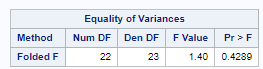 Equality of Variances
Method Num DF Den DF F Value Pr > F
Folded F 22 23 1.40 0.4289